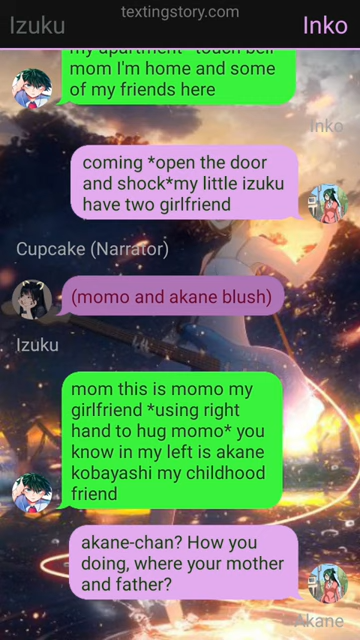 textingstory.com
Izuku
Inko
my apartment* touch bell*
mom I'm home and some
of my friends here
Inko
coming *open the door
and shock*my little izuku
have two girlfriend
Cupcake (Narrator)
(momo and akane blush)
Izuku
mom this is momo my
girlfriend *using right
hand to hug momo* you
know in my left is akane
kobayashi my childhood
friend
akane-chan? How you
doing, where your mother
and father?
Akane